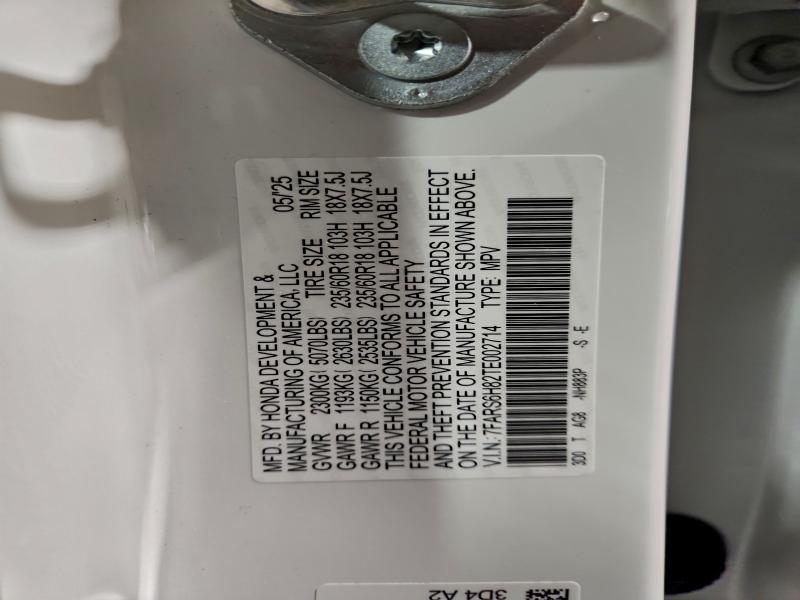 MFD. BY HONDA DEVELOPMENT &
MANUFACTURING OF AMERICA, LLC 05/'25
GVWR 2300KG( 5070LBS) TIRE SIZE RIM SIZE
GAWR F 1193KG( 2630LBS) 235/60R18 103H 18X7.5J
GAWR R 1150KG( 2535LBS) 235/60R18 103H 18X7.5J
THIS VEHICLE CONFORMS TO ALL APPLICABLE
FEDERAL MOTOR VEHICLE SAFETY
AND THEFT PREVENTION STANDARDS IN EFFECT
ON THE DATE OF MANUFACTURE SHOWN ABOVE.
V.I.N.: 7FARS6H82TE002714 TYPE: MPV
3D0 T AG8 -NH883P -S -E
3D4 A2